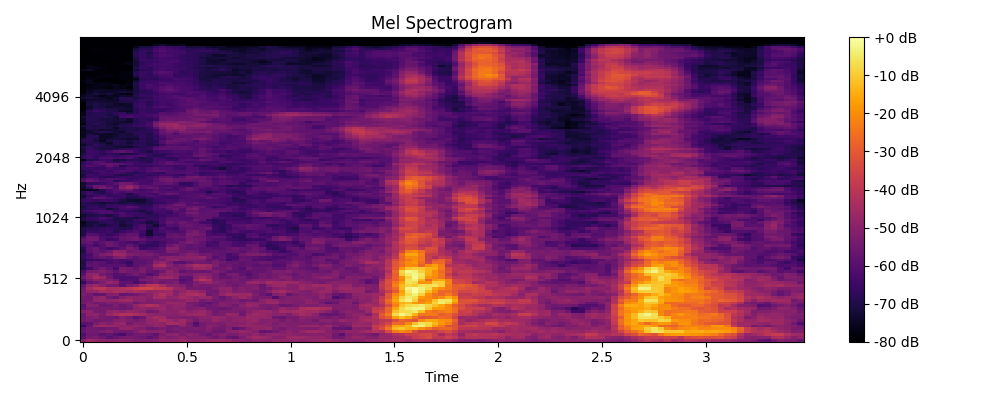 Mel Spectrogram
+0 dB
-10 dB
-20 dB
-30 dB
-40 dB
-50 dB
-60 dB
-70 dB
-80 dB
Hz
4096
2048
1024
512
0
0 0.5 1 1.5 2 2.5 3
Time